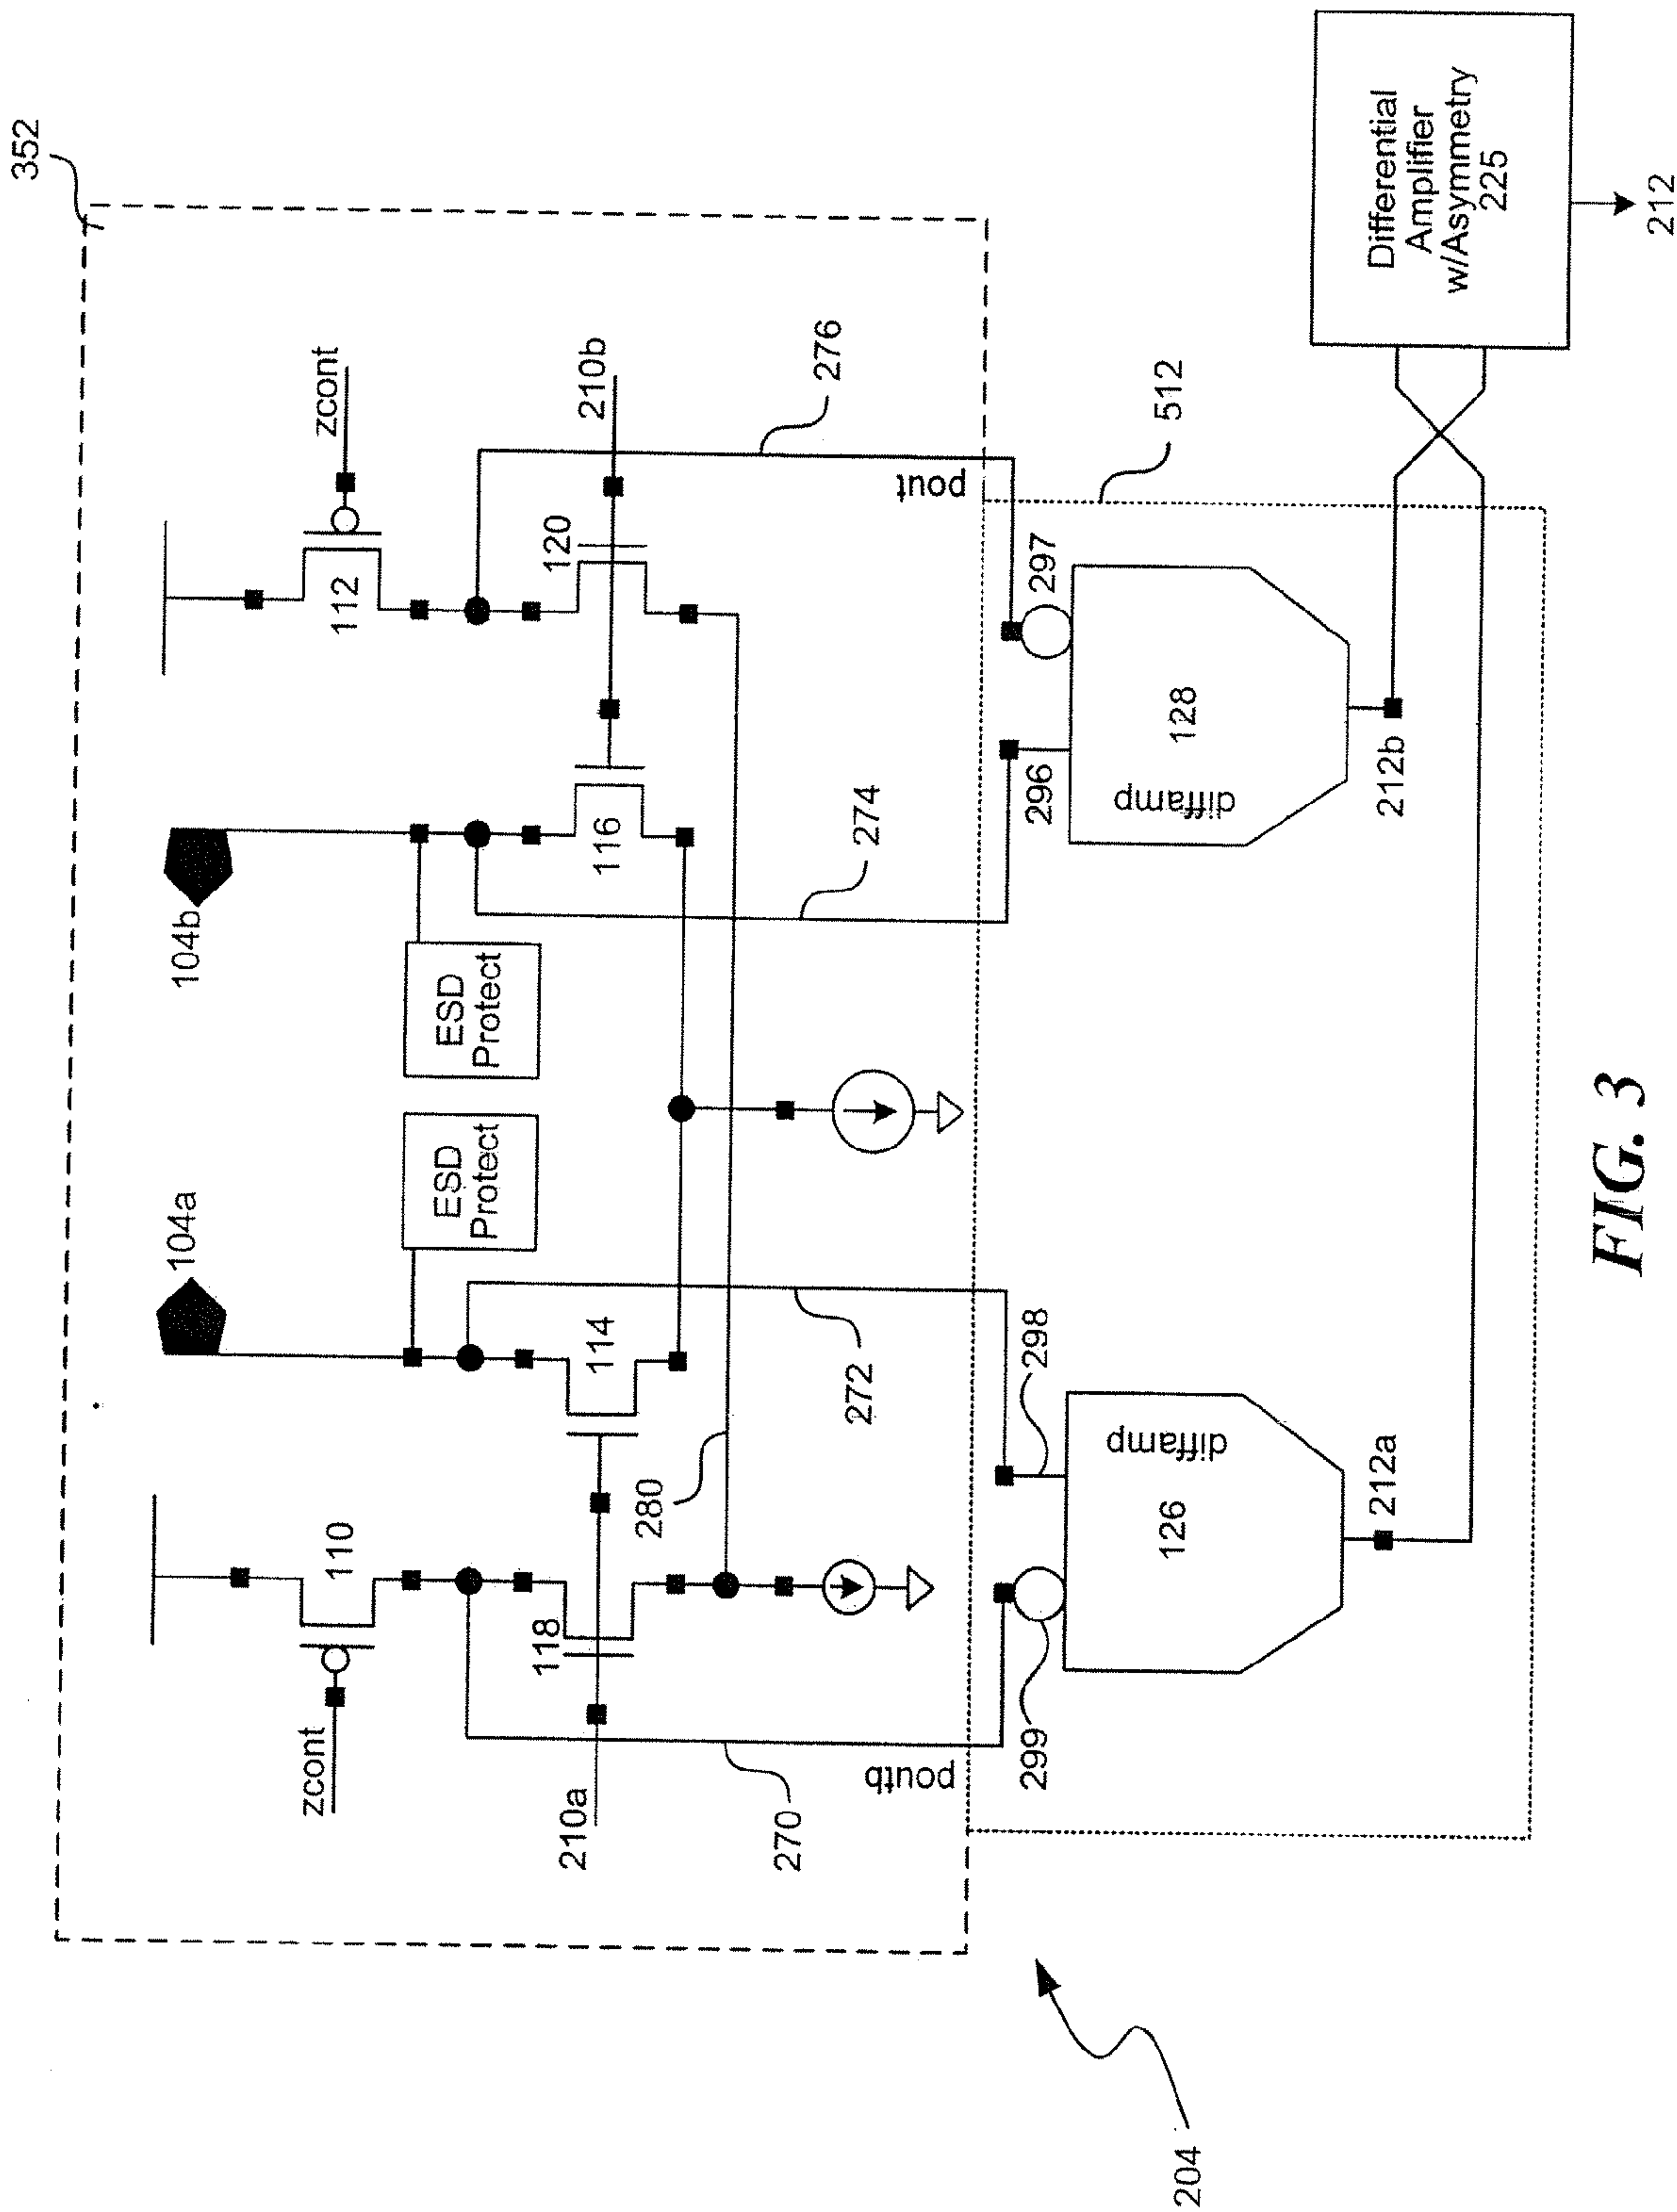 352
zcont
112
210b
120
276
pout
104b
ESD
Protect
116
274
104a
ESD
Protect
114
272
280
110
zcont
118
210a
poutb
270
512
297
296
128
diffamp
212b
298
299
126
diffamp
212a
Differential
Amplifier
w/Asymmetry
225
212
204
FIG. 3